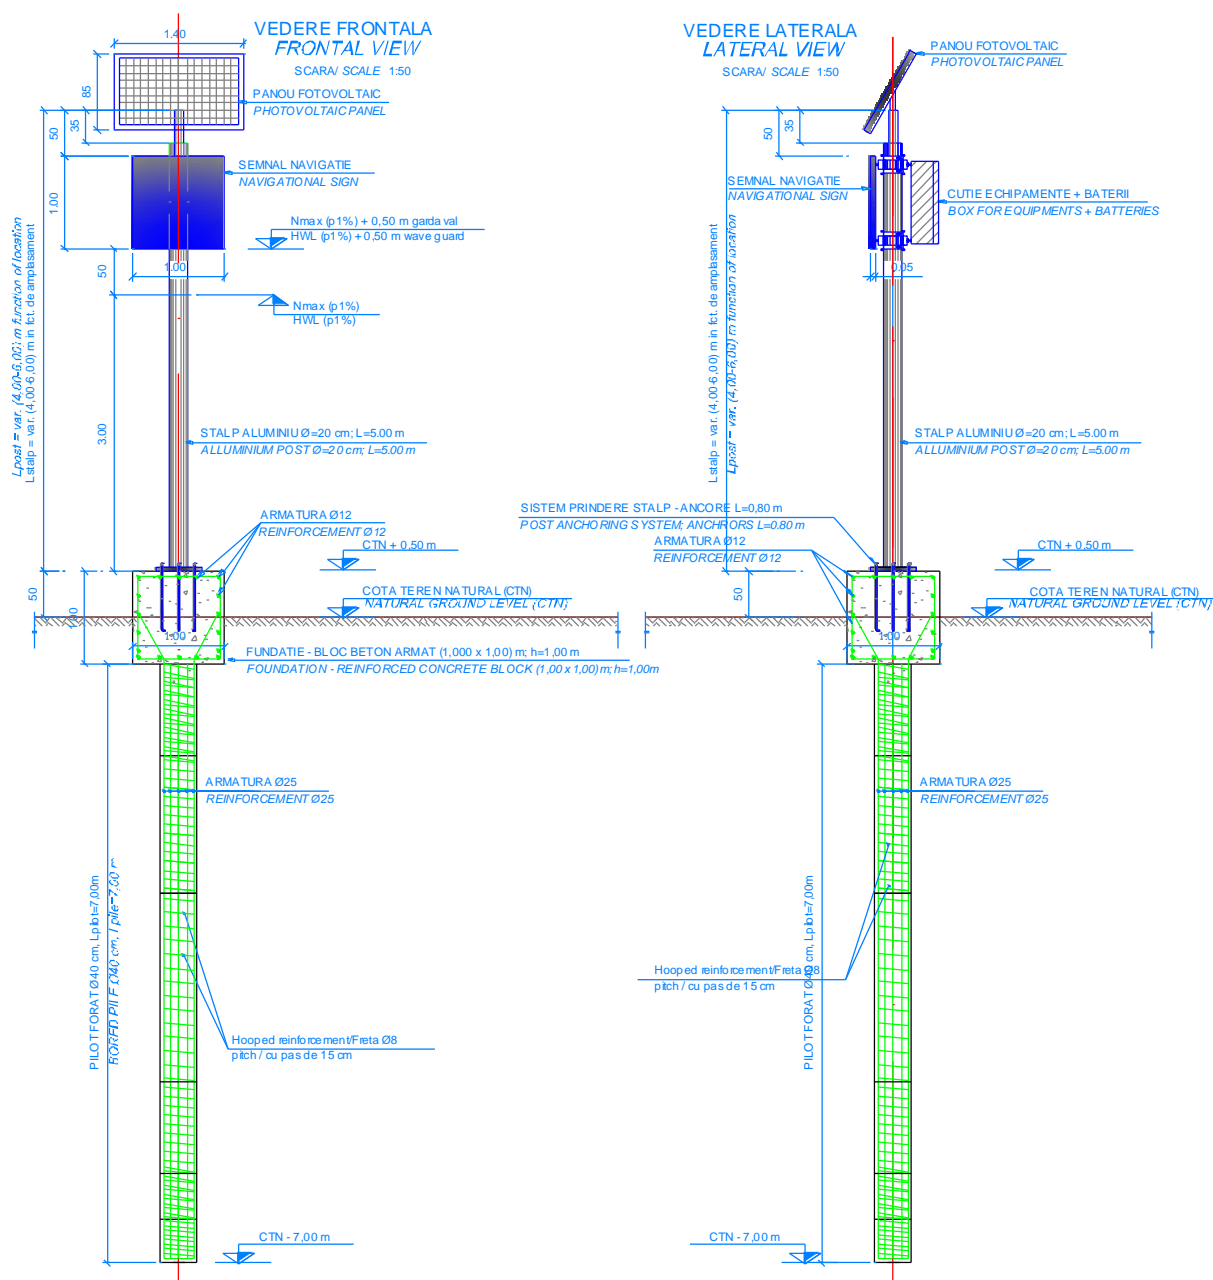 VEDERE FRONTALA
FRONTAL VIEW
SCARA/ SCALE 1:50
1.40
85
50
35
PANOU FOTOVOLTAIC
PHOTOVOLTAIC PANEL
SEMNAL NAVIGATIE
NAVIGATIONAL SIGN
1.00
Nmax (p1%) + 0,50 m garda val
HWL (p1%) + 0,50 m wave guard
1.00
50
Nmax (p1%)
HWL (p1%)
Lpost = var. (4,00-6,00) m function of location
Lstalp = var. (4,00-6,00) m in fct. de amplasament
3.00
STALP ALUMINIU Ø=20 cm; L=5.00 m
ALLUMINIUM POST Ø=20 cm; L=5.00 m
ARMATURA Ø12
REINFORCEMENT Ø12
CTN + 0,50 m
COTA TEREN NATURAL (CTN)
NATURAL GROUND LEVEL (CTN)
50
1.00
1.00
FUNDATIE - BLOC BETON ARMAT (1,000 x 1,00) m; h=1,00 m
FOUNDATION - REINFORCED CONCRETE BLOCK (1,00 x 1,00) m; h=1,00m
ARMATURA Ø25
REINFORCEMENT Ø25
PILOT FORAT Ø40 cm, Lpilot=7,00m
BORED PILE Ø40 cm, Lpile=7,00 m
Hooped reinforcement/Freta Ø8
pitch / cu pas de 15 cm
CTN - 7,00 m
VEDERE LATERALA
LATERAL VIEW
SCARA/ SCALE 1:50
PANOU FOTOVOLTAIC
PHOTOVOLTAIC PANEL
50
35
SEMNAL NAVIGATIE
NAVIGATIONAL SIGN
CUTIE ECHIPAMENTE + BATERII
BOX FOR EQUIPMENTS + BATTERIES
0.05
Lstalp = var. (4,00-6,00) m in fct. de amplasament
Lpost = var. (4,00-6,00) m function of location
STALP ALUMINIU Ø=20 cm; L=5.00 m
ALLUMINIUM POST Ø=20 cm; L=5.00 m
SISTEM PRINDERE STALP - ANCORE L=0,80 m
POST ANCHORING SYSTEM; ANCHRORS L=0.80 m
ARMATURA Ø12
REINFORCEMENT Ø12
CTN + 0,50 m
COTA TEREN NATURAL (CTN)
NATURAL GROUND LEVEL (CTN)
50
1.00
ARMATURA Ø25
REINFORCEMENT Ø25
PILOT FORAT Ø40 cm, Lpilot=7,00m
Hooped reinforcement/Freta Ø8
pitch / cu pas de 15 cm
CTN - 7,00 m